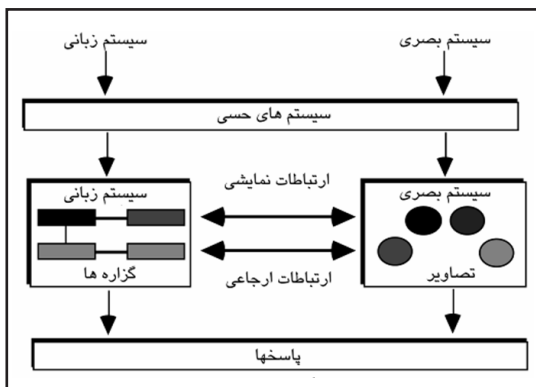 سیستم بصری
سیستم زبانی
سیستم های حسی
سیستم بصری
تصاویر
ارتباطات نمایشی
ارتباطات ارجاعی
سیستم زبانی
گزاره ها
پاسخها